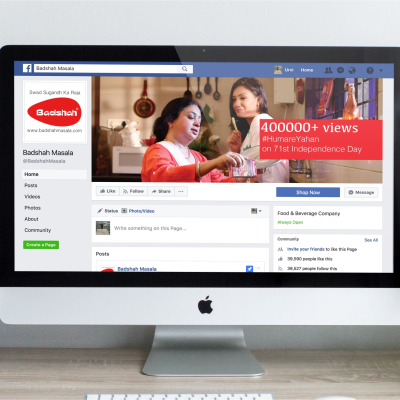 f Badshah Masala
Urvi Home
Swad Sugandh Ka Raja
Badshah
www.badshahmasala.com
400000+ views
#HumareYahan
on 71st Independence Day
Badshah Masala
@BadshahMasala
Home
Posts
Videos
Photos
About
Community
Create a Page
Like Follow Share ...
Shop Now
Message
Status Photo/Video
Write something on this Page...
Posts
Badshah Masala
Food & Beverage Company
Always Open
Community See All
Invite your friends to like this Page
39,590 people like this
39,527 people follow this